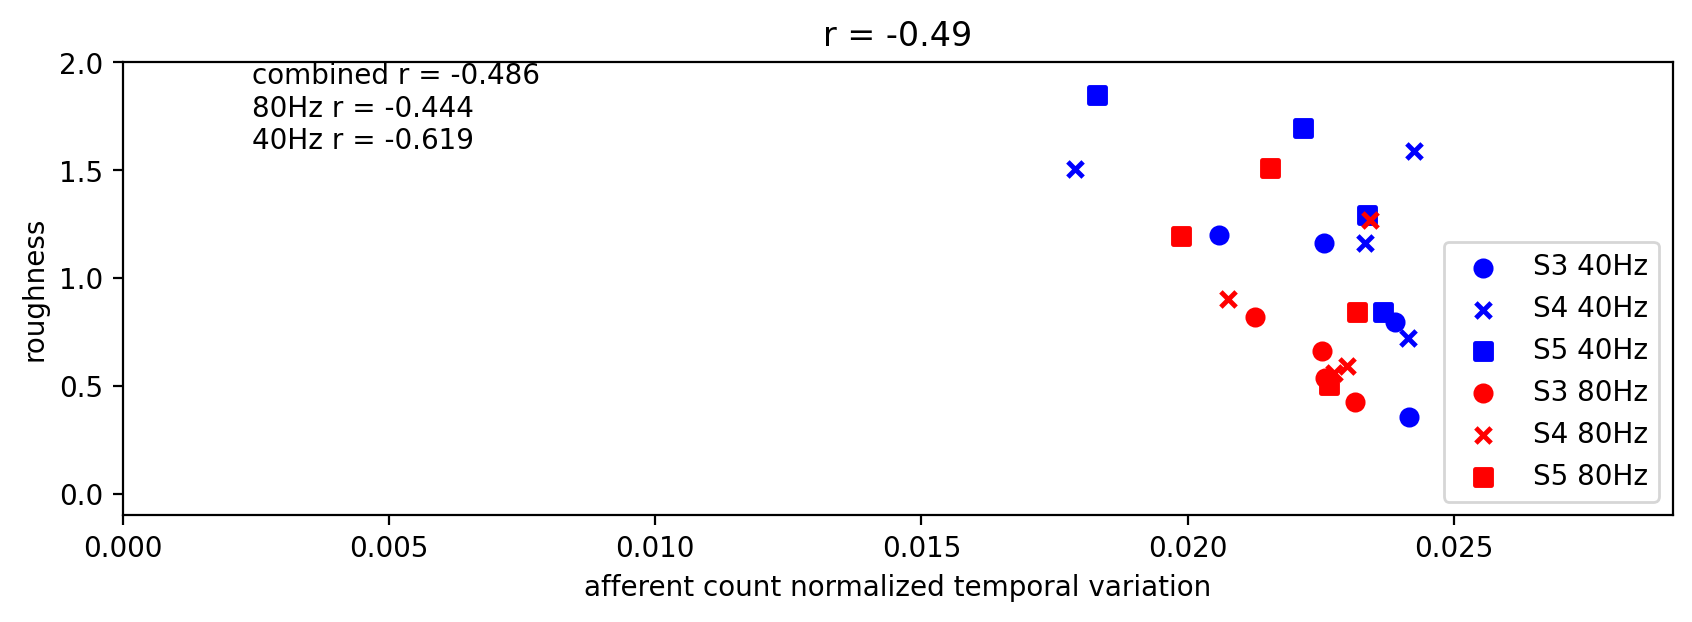 r = -0.49
combined r = -0.486
80Hz r = -0.444
40Hz r = -0.619
2.0
1.5
1.0
0.5
0.0
roughness
S3 40Hz
S4 40Hz
S5 40Hz
S3 80Hz
S4 80Hz
S5 80Hz
0.000 0.005 0.010 0.015 0.020 0.025
afferent count normalized temporal variation